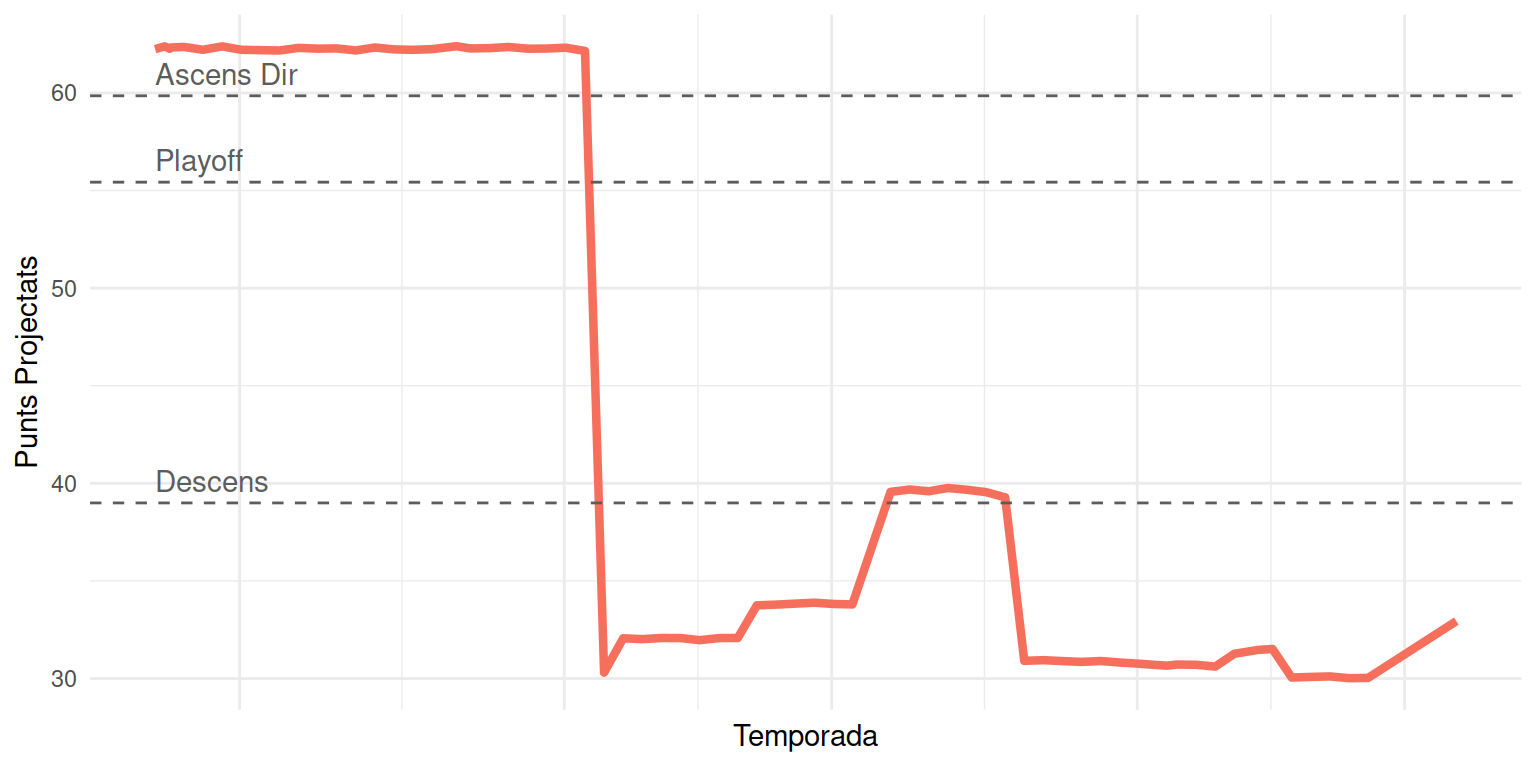 Ascens Dir
60
Playoff
50
Punts Projectats
Descens
40
30
Temporada